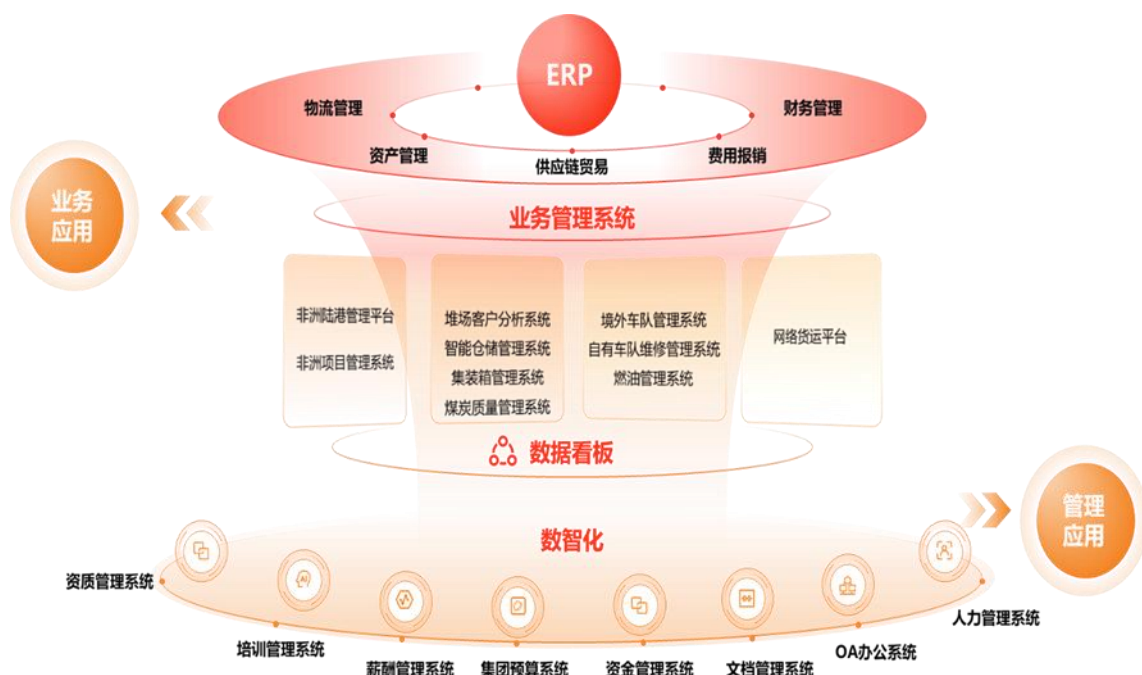 ERP
物流管理
财务管理
资产管理
供应链贸易
费用报销
业务
应用
业务管理系统
非洲陆港管理平台
非洲项目管理系统
堆场客户分析系统
智能仓储管理系统
集装箱管理系统
煤炭质量管理系统
境外车队管理系统
自有车队维修管理系统
燃油管理系统
网络货运平台
数据看板
管理
应用
数智化
AI
资质管理系统
培训管理系统
薪酬管理系统
集团预算系统
资金管理系统
文档管理系统
OA办公系统
人力管理系统